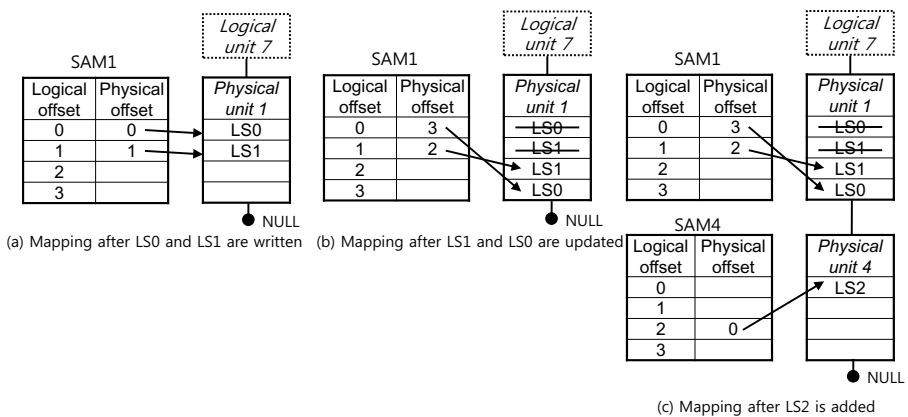 Logical
unit 7
SAM1
Logical offset Physical offset
0 0
1 1
2
3
Physical
unit 1
LS0
LS1
NULL
(a) Mapping after LS0 and LS1 are written
Logical
unit 7
SAM1
Logical offset Physical offset
0 3
1 2
2
3
Physical
unit 1
LS0
LS1
LS1
LS0
NULL
(b) Mapping after LS1 and LS0 are updated
Logical
unit 7
SAM1
Logical offset Physical offset
0 3
1 2
2
3
Physical
unit 1
LS0
LS1
LS1
LS0
SAM4
Logical offset Physical offset
0
1
2 0
3
Physical
unit 4
LS2
NULL
(c) Mapping after LS2 is added